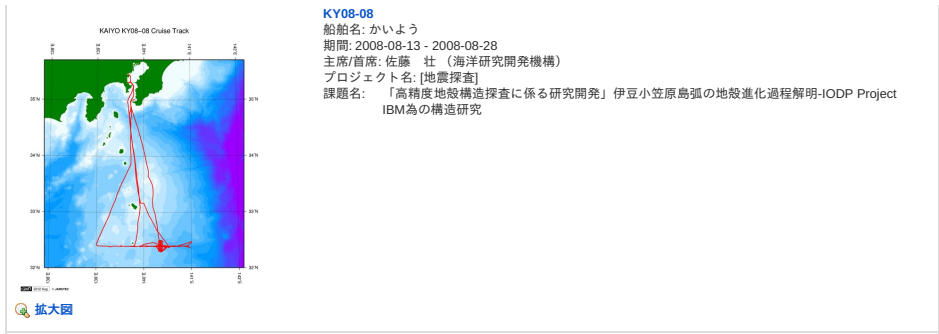 KAIYO KY08-08 Cruise Track
35˚N
35˚N
34˚N
34˚N
33˚N
33˚N
32˚N
32˚N
拡大図
KY08-08
船舶名: かいよう
期間: 2008-08-13 - 2008-08-28
主席/首席: 佐藤　壮 （海洋研究開発機構）
プロジェクト名: [地震探査]
課題名: 「高精度地殻構造探査に係る研究開発」伊豆小笠原島弧の地殻進化過程解明-IODP Project
IBM為の構造研究